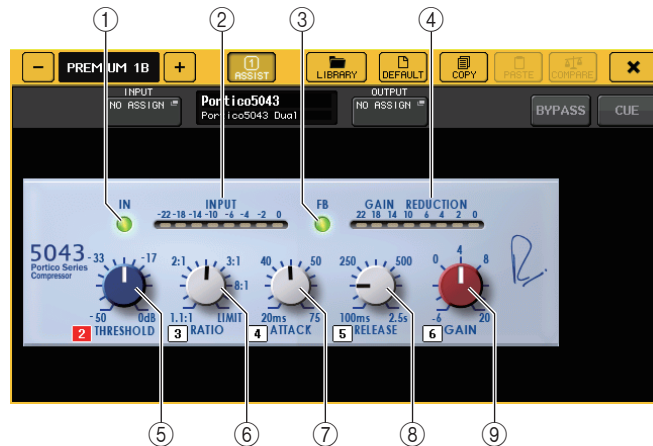 ① ② ③ ④
− PREMIUM 1B + 1 ASSIST LIBRARY DEFAULT COPY PASTE COMPARE ×
INPUT
NO ASSIGN
Portico5043
Portico5043 Dual
OUTPUT
NO ASSIGN
BYPASS CUE
IN INPUT FB GAIN REDUCTION
-22 -18 -14 -10 -6 -4 -2 0 22 18 14 10 6 4 2 0
5043
Portico Series
Compressor
-33 -17 2:1 3:1 40 50 250 500 0 4 8
8:1
-50 0dB 1.1:1 LIMIT 20ms 75 100ms 2.5s -6 20
2 THRESHOLD 3 RATIO 4 ATTACK 5 RELEASE 6 GAIN
⑤ ⑥ ⑦ ⑧ ⑨